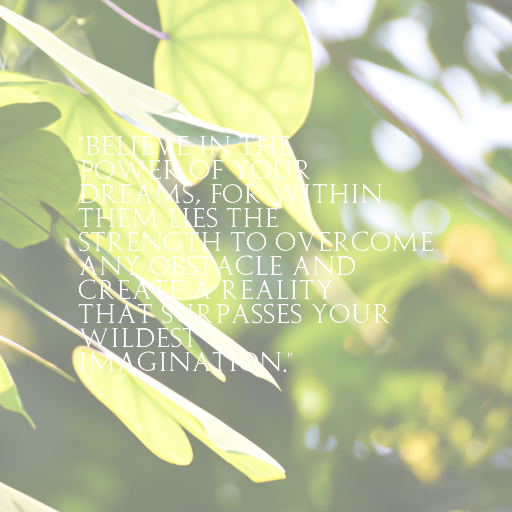 "BELIEVE IN THE
POWER OF YOUR
DREAMS, FOR WITHIN
THEM LIES THE
STRENGTH TO OVERCOME
ANY OBSTACLE AND
CREATE A REALITY
THAT SURPASSES YOUR
WILDEST
IMAGINATION."